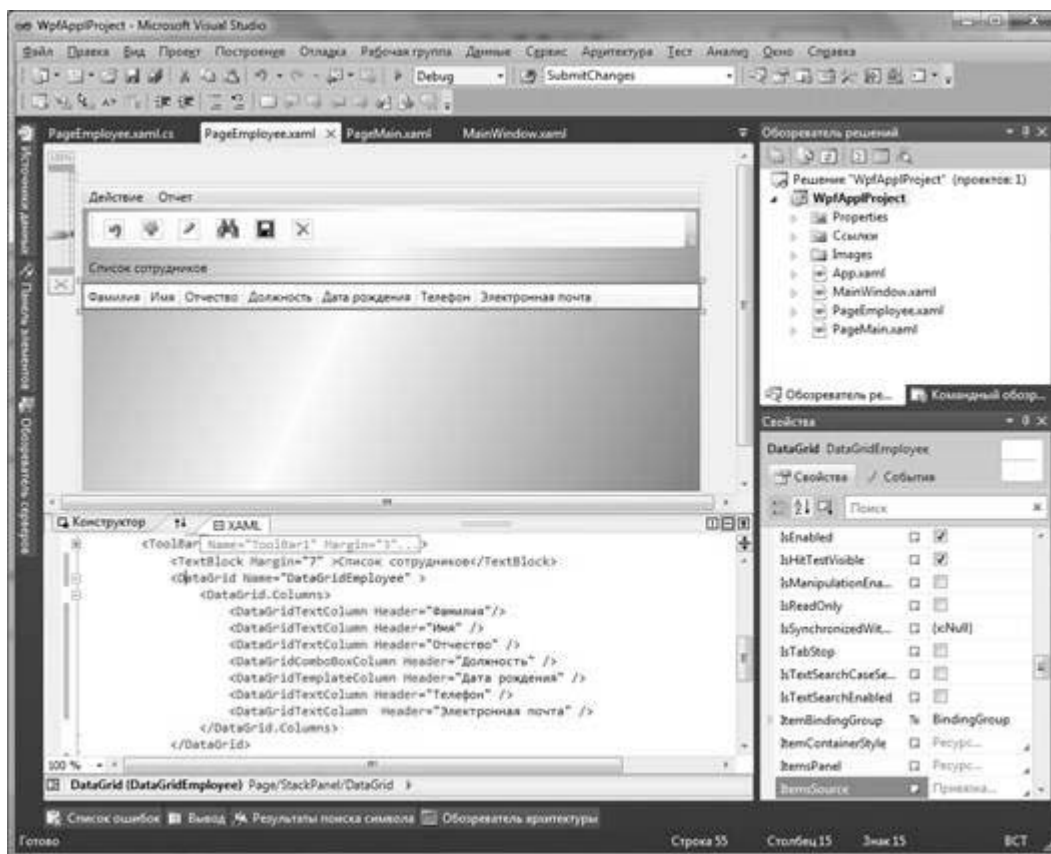 WpfApplProject - Microsoft Visual Studio
Файл Правка Вид Проект Построение Отладка Рабочая группа Данные Сервис Архитектура Тест Анализ Окно Справка
Debug SubmitChanges
PageEmployee.xaml.cs PageEmployee.xaml PageMain.xaml MainWindow.xaml
Источники данных
Панель элементов
Обозреватель серверов
Действие Отчет
Список сотрудников
Фамилия Имя Отчество Должность Дата рождения Телефон Электронная почта
Конструктор XAML
<ToolBar Name="ToolBar1" Margin="3"...>
<TextBlock Margin="7" >Список сотрудников</TextBlock>
<DataGrid Name="DataGridEmployee" >
<DataGrid.Columns>
<DataGridTextColumn Header="Фамилия"/>
<DataGridTextColumn Header="Имя" />
<DataGridTextColumn Header="Отчество" />
<DataGridComboBoxColumn Header="Должность" />
<DataGridTemplateColumn Header="Дата рождения" />
<DataGridTextColumn Header="Телефон" />
<DataGridTextColumn Header="Электронная почта" />
</DataGrid.Columns>
</DataGrid>
100 %
DataGrid (DataGridEmployee) Page/StackPanel/DataGrid
Обозреватель решений
Решение "WpfApplProject" (проектов: 1)
WpfApplProject
Properties
Ссылки
Images
App.xaml
MainWindow.xaml
PageEmployee.xaml
PageMain.xaml
Обозреватель ре... Командный обозр...
Свойства
DataGrid DataGridEmployee
Свойства События
Поиск
IsEnabled
IsHitTestVisible
IsManipulationEna...
IsReadOnly
IsSynchronizedWit... {x:Null}
IsTabStop
IsTextSearchCaseSe...
IsTextSearchEnabled
ItemBindingGroup BindingGroup
ItemContainerStyle Ресурс...
ItemsPanel Ресурс...
ItemsSource Привязка...
Список ошибок Вывод Результаты поиска символа Обозреватель архитектуры
Готово Строка 55 Столбец 15 Знак 15 ВСТ